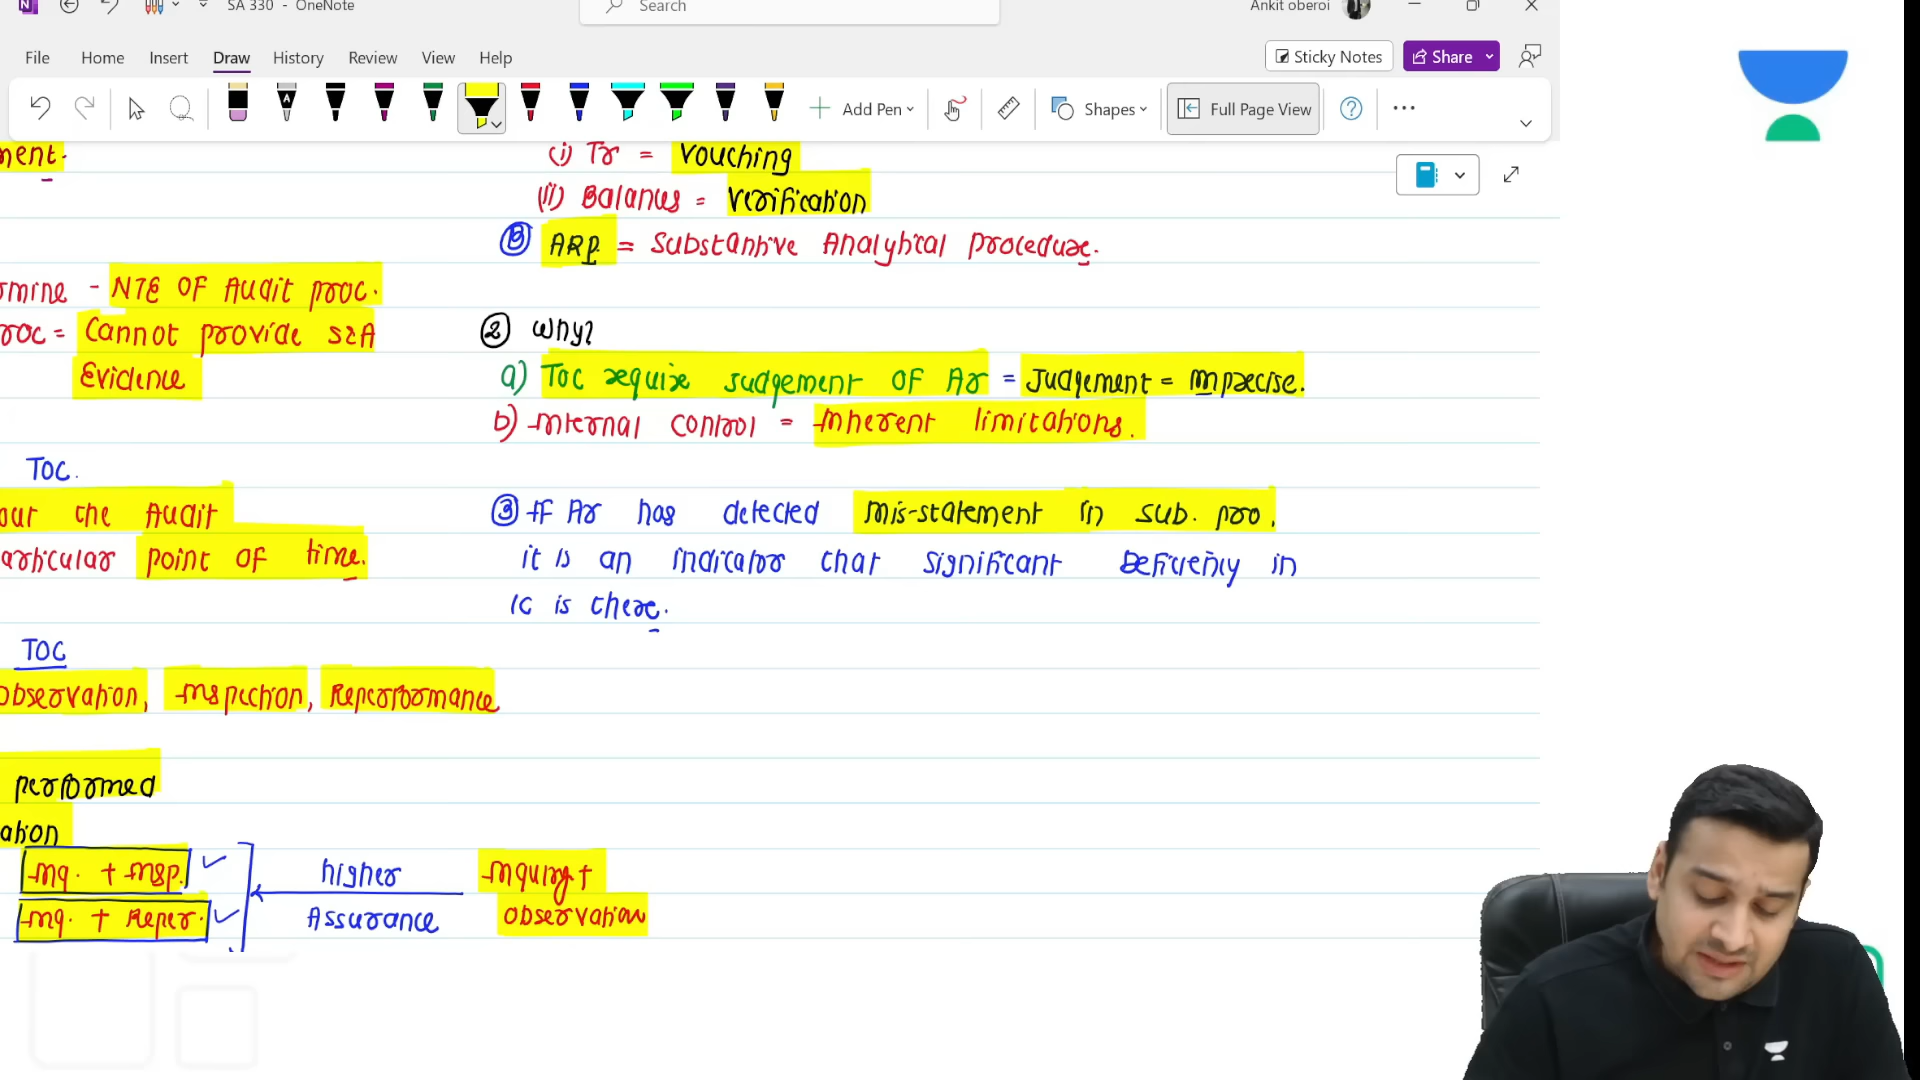 SA 330 - OneNote
Search
Ankit oberoi
File Home Insert Draw History Review View Help
Sticky Notes
Share
Add Pen
Shapes
Full Page View
ment.
(i) Tr = Vouching
(ii) Balances = Verification
(B) ARP = Substantive Analytical Procedure.
rmine - NTE OF Audit proc.
roc = Cannot provide S&A
Evidence
(2) Why?
a) TOC require Judgement OF Ar = Judgement = Imprecise.
b) Internal Control = Inherent limitations.
TOC.
out the Audit
articular point of time.
(3) If Ar has detected Mis-statement in sub. pro.
it is an indicator that significant Deficiency in
IC is there.
TOC
Observation, Inspection, Reperformance
performed
ation
Inq. + Insp.
Inq. + Reper.
higher
Assurance
Inquiry +
Observation